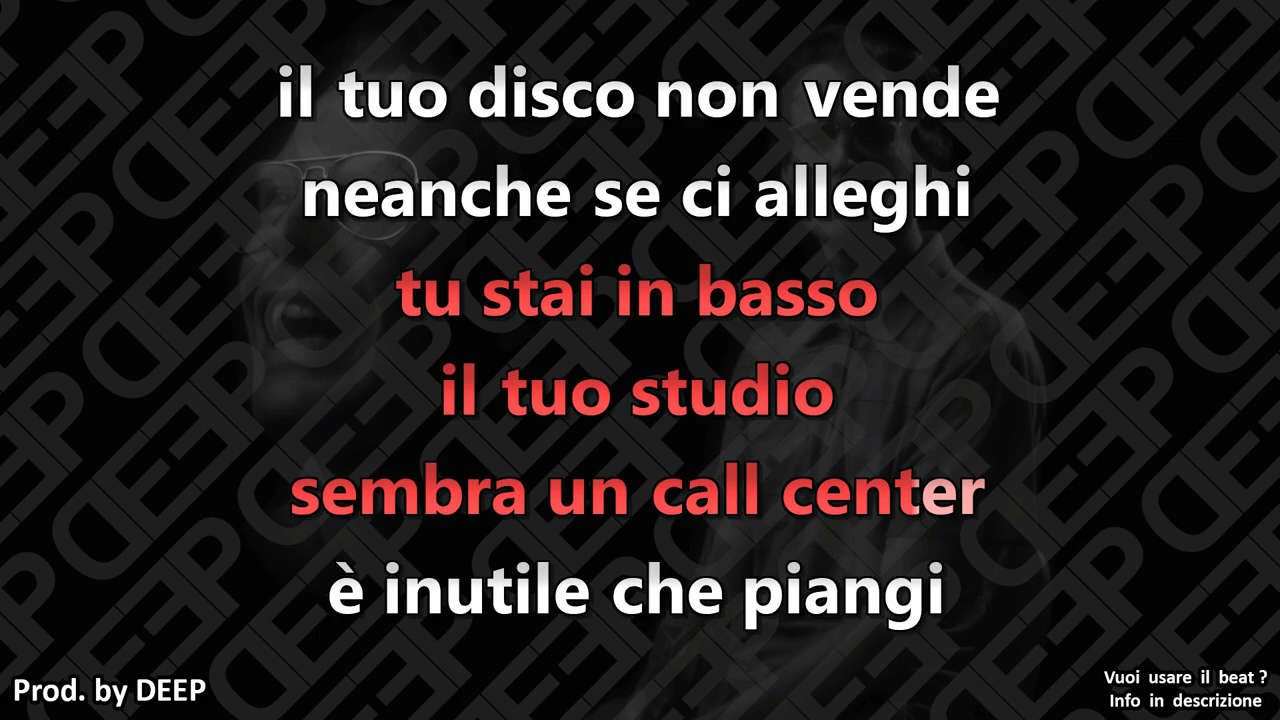 il tuo disco non vende
neanche se ci alleghi
tu stai in basso
il tuo studio
sembra un call center
è inutile che piangi
Prod. by DEEP
Vuoi usare il beat ?
Info in descrizione